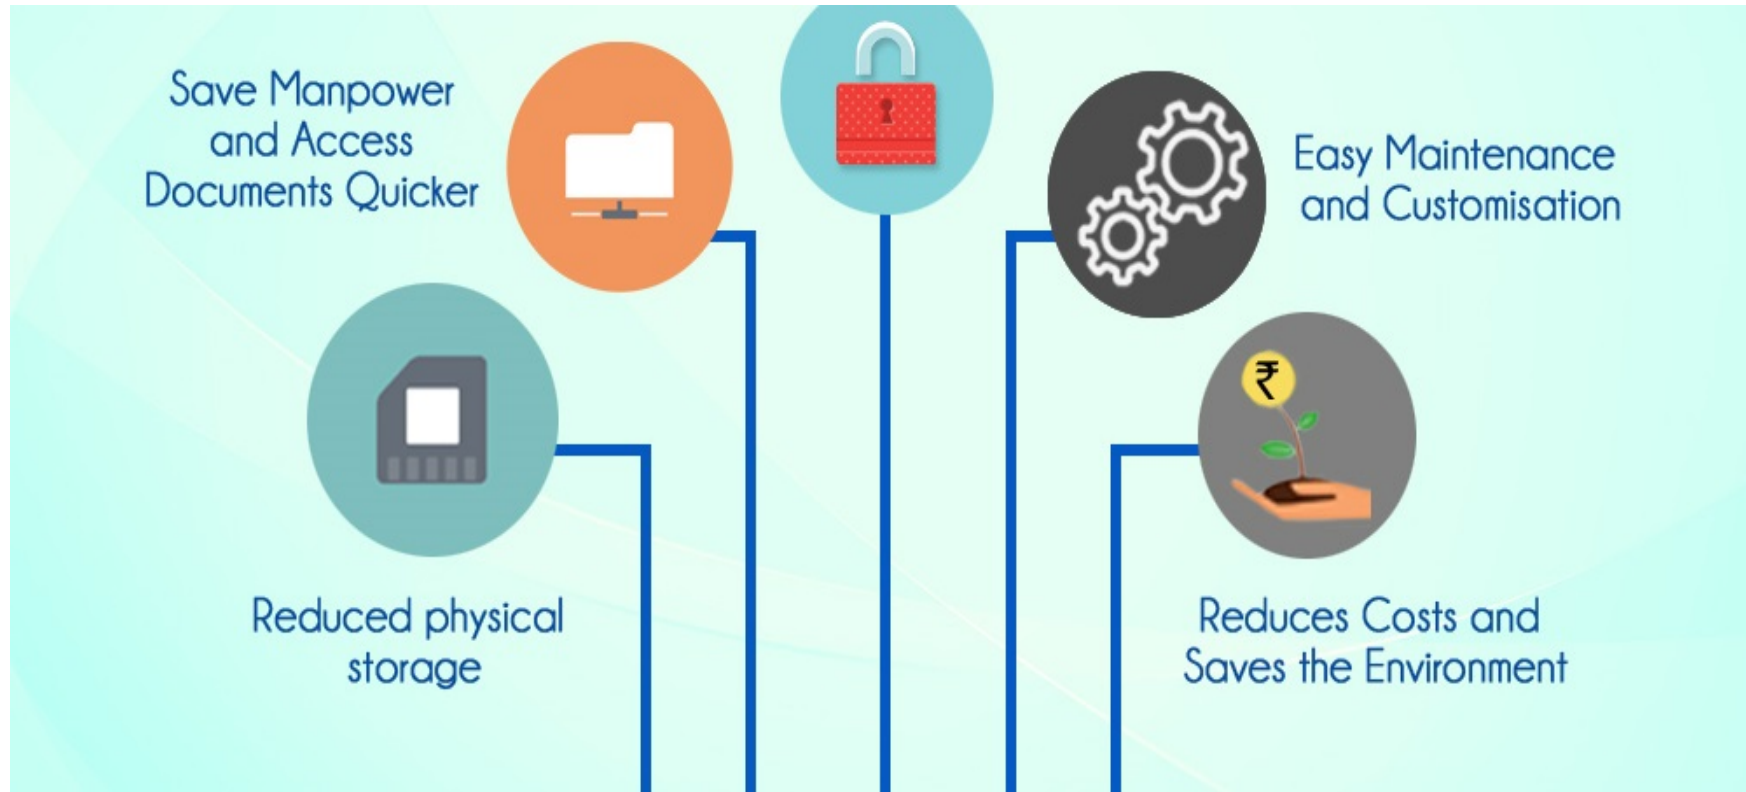 Save Manpower
and Access
Documents Quicker
Easy Maintenance
and Customisation
₹
Reduced physical
storage
Reduces Costs and
Saves the Environment